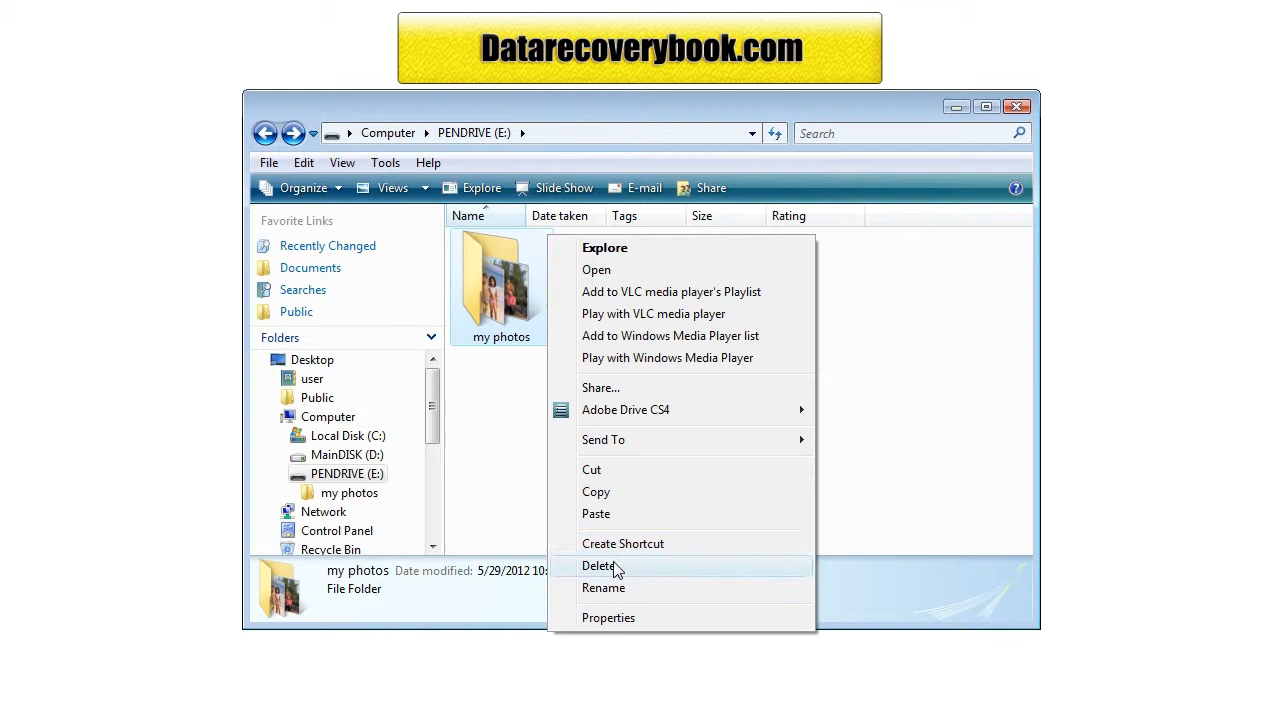 Datarecoverybook.com
Computer PENDRIVE (E:)
Search
File Edit View Tools Help
Organize Views Explore Slide Show E-mail Share
Favorite Links
Recently Changed
Documents
Searches
Public
Folders
Desktop
user
Public
Computer
Local Disk (C:)
MainDISK (D:)
PENDRIVE (E:)
my photos
Network
Control Panel
Recycle Bin
Name Date taken Tags Size Rating
my photos
Explore
Open
Add to VLC media player's Playlist
Play with VLC media player
Add to Windows Media Player list
Play with Windows Media Player
Share...
Adobe Drive CS4
Send To
Cut
Copy
Paste
Create Shortcut
Delete
Rename
Properties
my photos Date modified: 5/29/2012 10:
File Folder